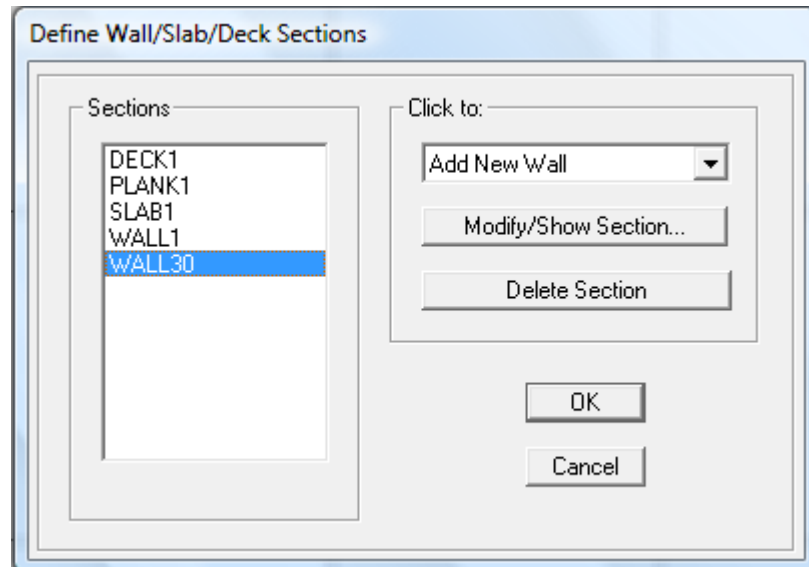 Define Wall/Slab/Deck Sections
Sections
DECK1
PLANK1
SLAB1
WALL1
WALL30
Click to:
Add New Wall
Modify/Show Section...
Delete Section
OK
Cancel